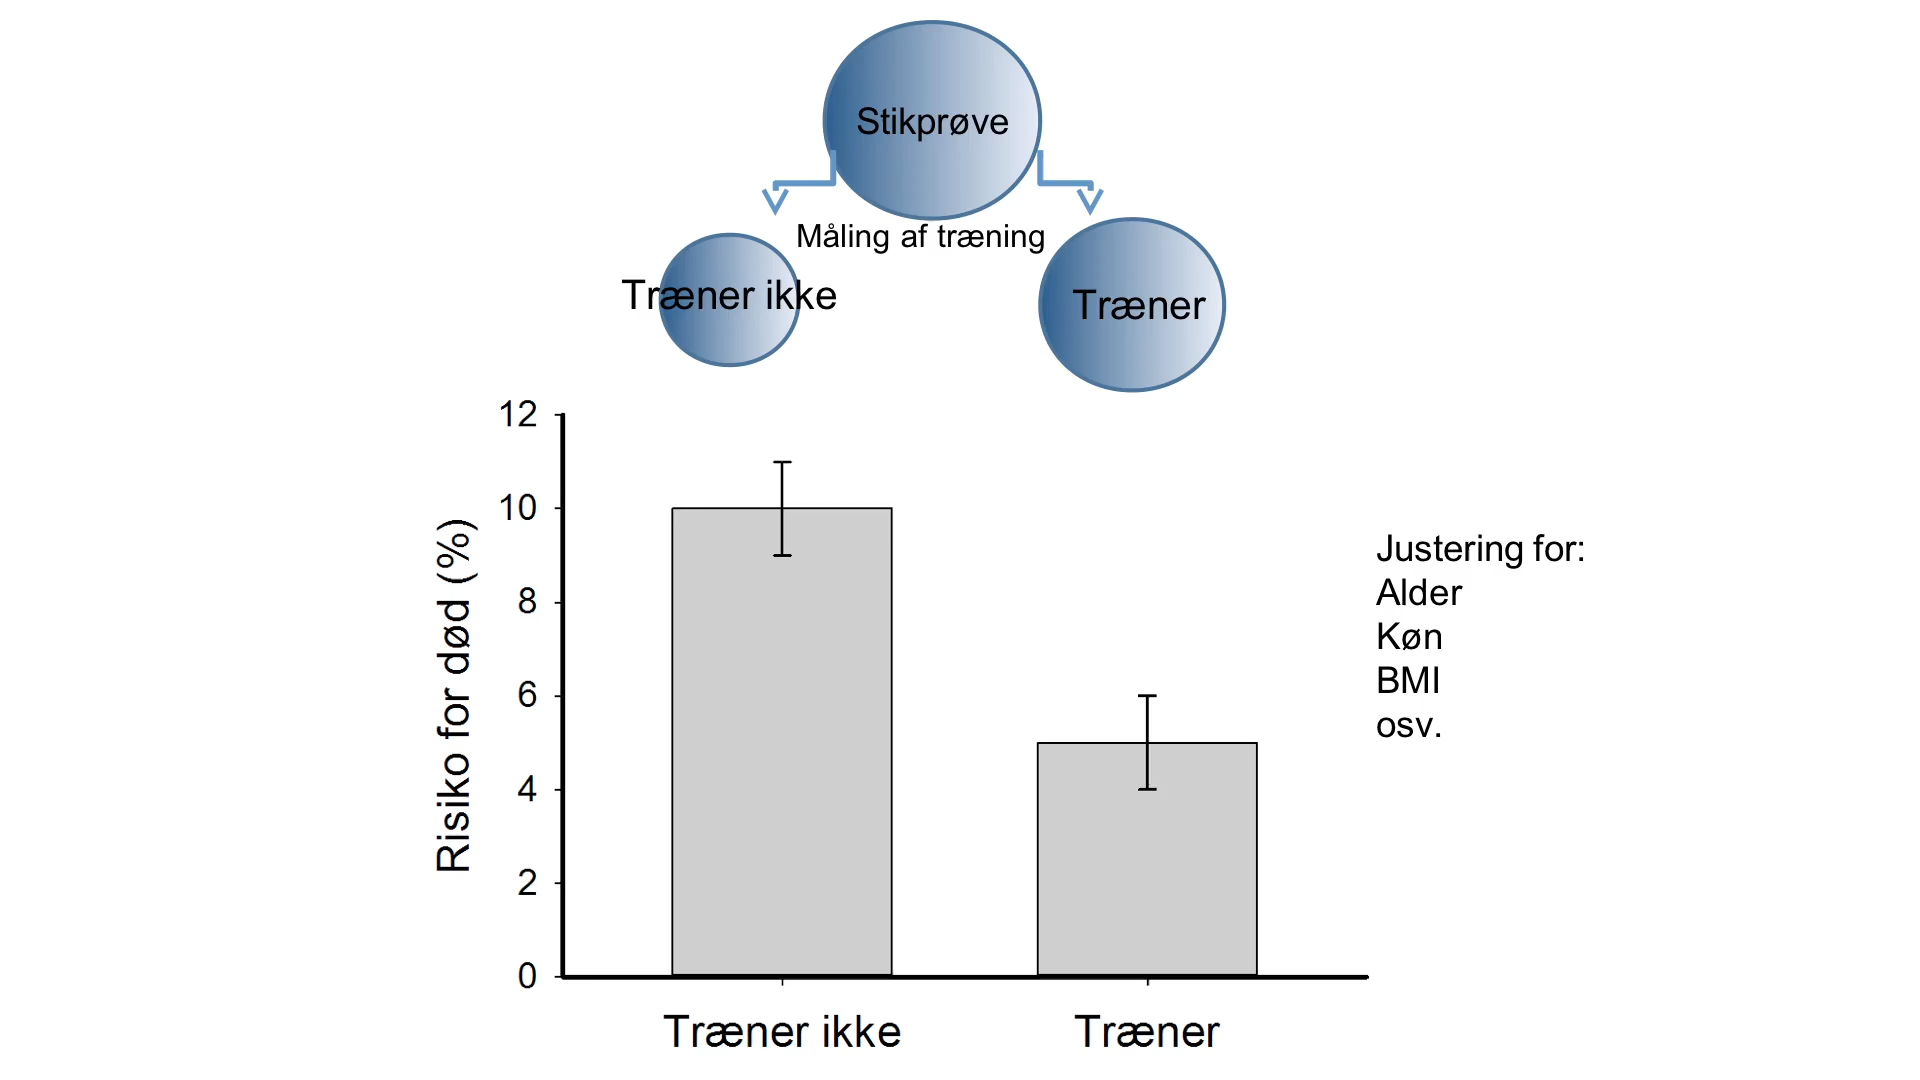 Stikprøve
Måling af træning
Træner ikke
Træner
12
10
8
6
4
2
0
Risiko for død (%)
Træner ikke
Træner
Justering for:
Alder
Køn
BMI
osv.